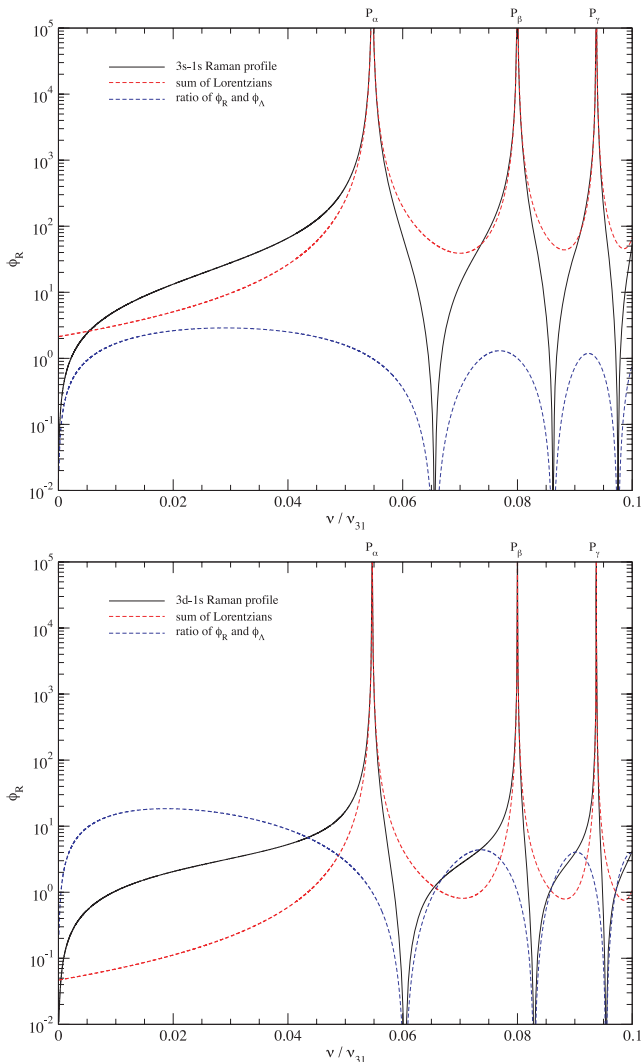 P_α P_β P_γ
10^5
3s-1s Raman profile
sum of Lorentzians
ratio of ϕ_R and ϕ_Λ
10^4
10^3
10^2
ϕ_R
10^1
10^0
10^-1
10^-2
0 0.02 0.04 0.06 0.08 0.1
ν / ν_31
P_α P_β P_γ
10^5
3d-1s Raman profile
sum of Lorentzians
ratio of ϕ_R and ϕ_Λ
10^4
10^3
10^2
ϕ_R
10^1
10^0
10^-1
10^-2
0 0.02 0.04 0.06 0.08 0.1
ν / ν_31